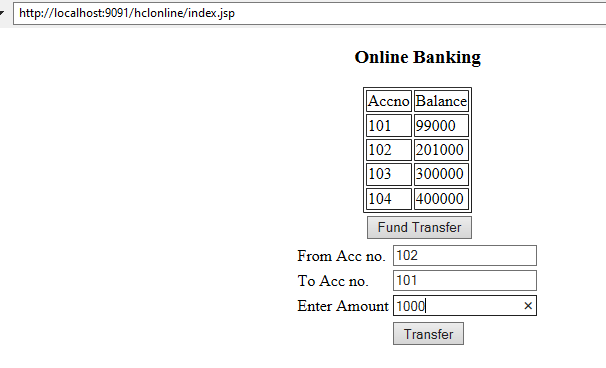 http://localhost:9091/hclonline/index.jsp
Online Banking
Accno Balance
101 99000
102 201000
103 300000
104 400000
Fund Transfer
From Acc no. 102
To Acc no. 101
Enter Amount 1000 ×
Transfer